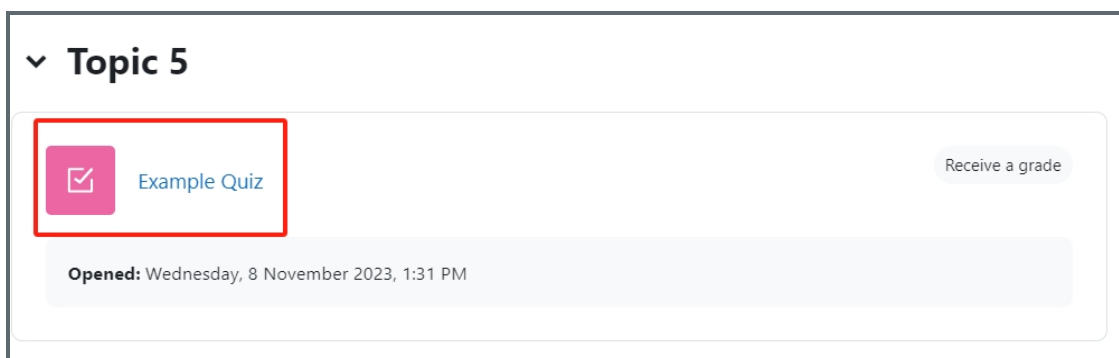 Topic 5
Example Quiz
Receive a grade
Opened: Wednesday, 8 November 2023, 1:31 PM